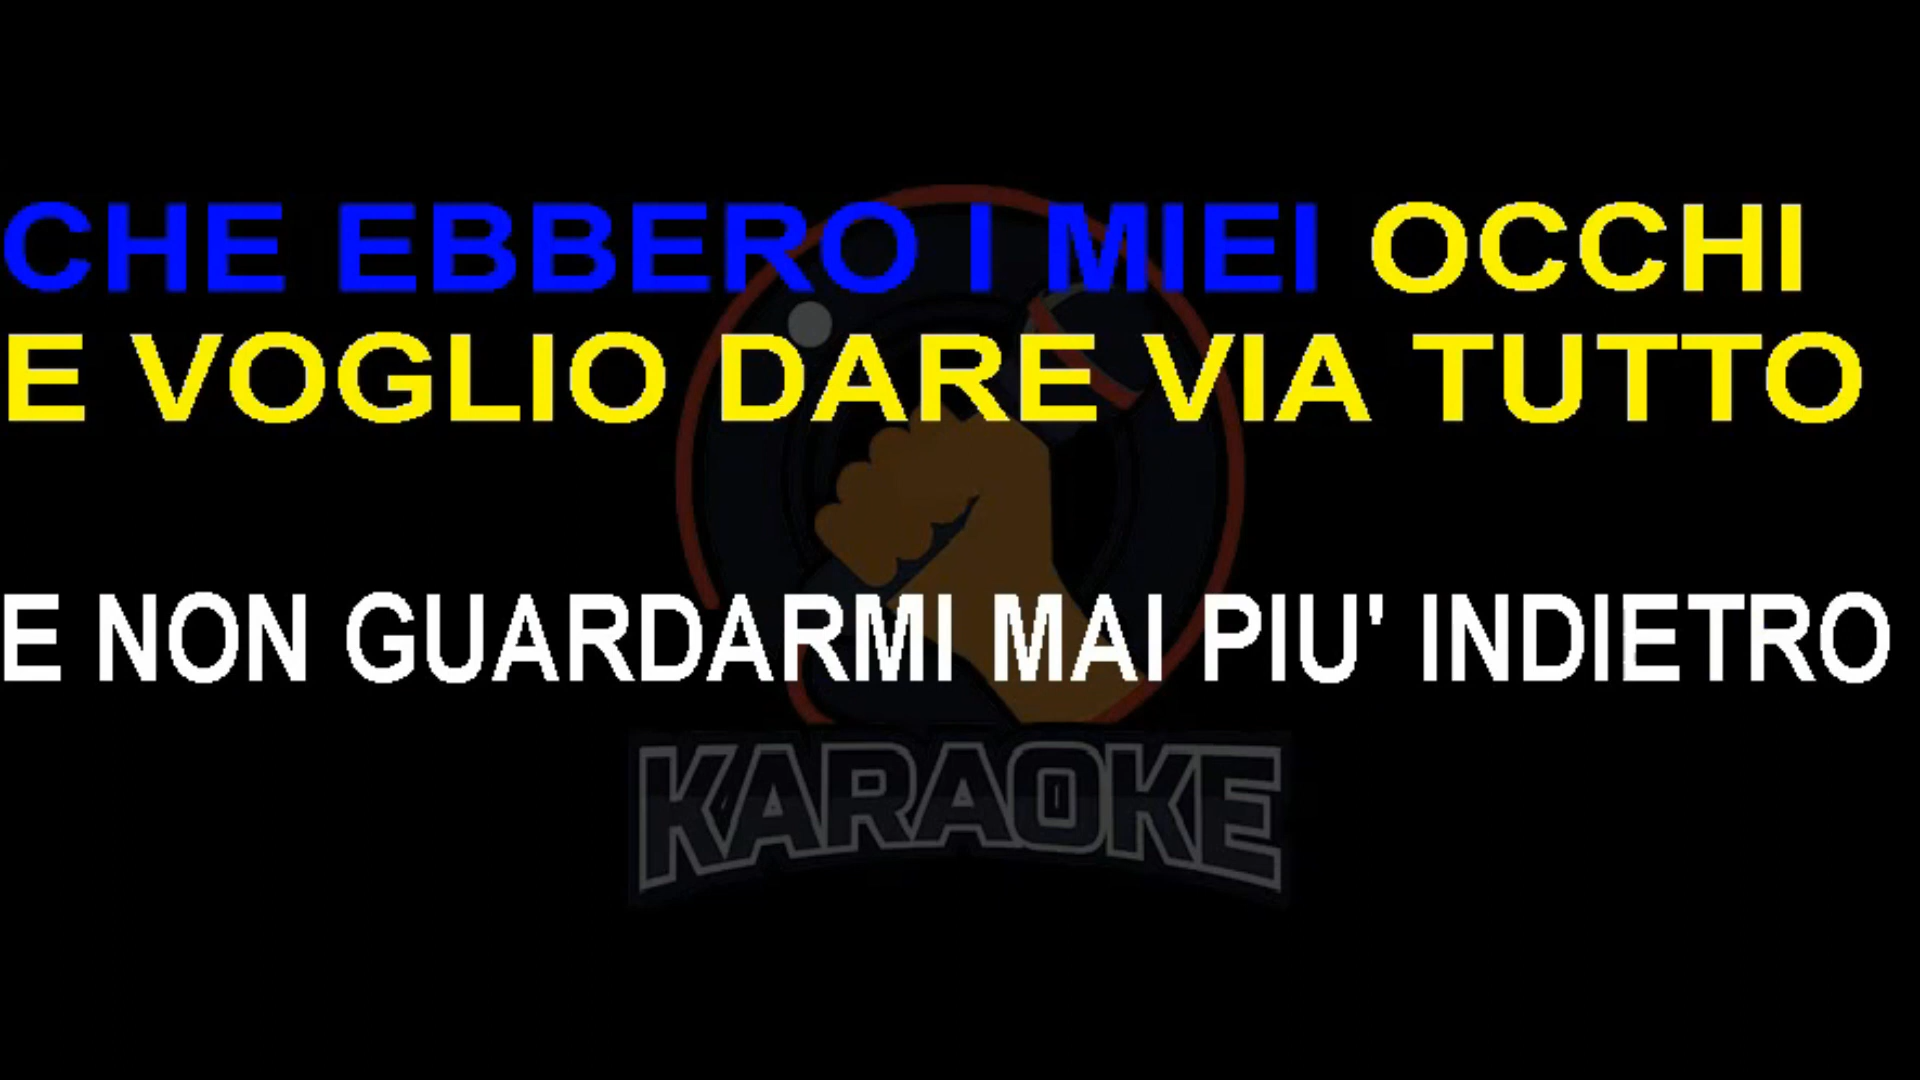 CHE EBBERO I MIEI OCCHI
E VOGLIO DARE VIA TUTTO
E NON GUARDARMI MAI PIU' INDIETRO
KARAOKE